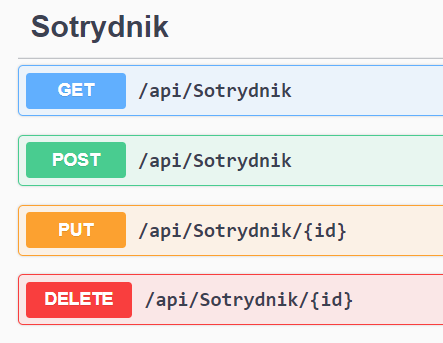 Sotrydnik
GET /api/Sotrydnik
POST /api/Sotrydnik
PUT /api/Sotrydnik/{id}
DELETE /api/Sotrydnik/{id}